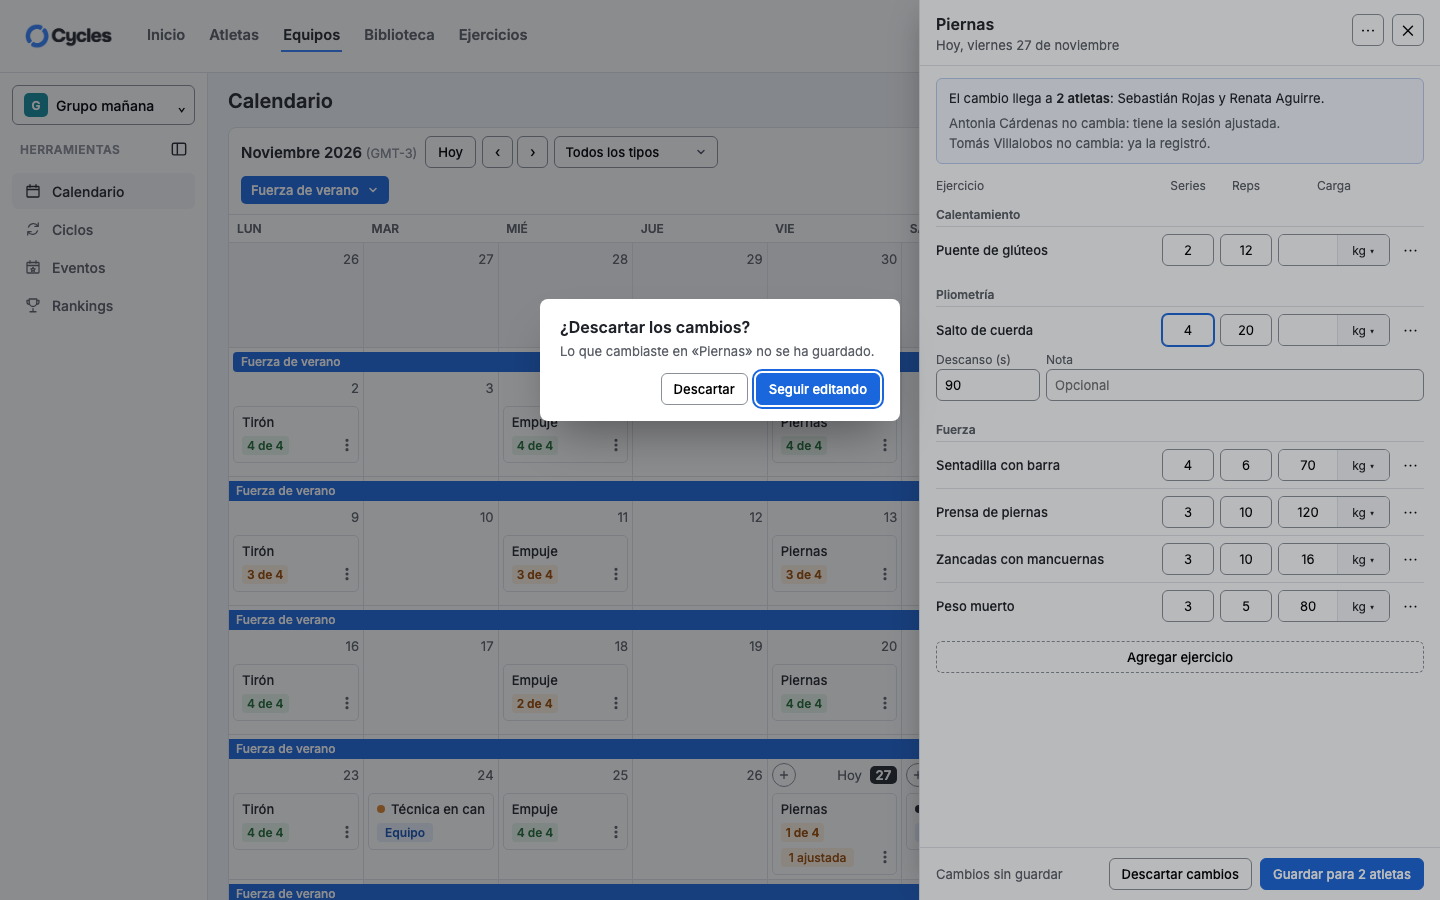 Cycles
Inicio
Atletas
Equipos
Biblioteca
Ejercicios
G Grupo mañana
HERRAMIENTAS
Calendario
Ciclos
Eventos
Rankings
Calendario
Noviembre 2026 (GMT-3)
Hoy
Todos los tipos
Fuerza de verano
LUN MAR MIÉ JUE VIE
26 27 28 29 30
Fuerza de verano
2 3
Tirón
4 de 4
Empuje
4 de 4
Piernas
4 de 4
Fuerza de verano
9 10 11 12 13
Tirón
3 de 4
Empuje
3 de 4
Piernas
3 de 4
Fuerza de verano
16 17 18 19 20
Tirón
4 de 4
Empuje
2 de 4
Piernas
4 de 4
Fuerza de verano
23 24 25 26 + Hoy 27
Tirón
4 de 4
Técnica en can
Equipo
Empuje
4 de 4
Piernas
1 de 4
1 ajustada
Fuerza de verano
¿Descartar los cambios?
Lo que cambiaste en «Piernas» no se ha guardado.
Descartar
Seguir editando
Piernas
Hoy, viernes 27 de noviembre
El cambio llega a 2 atletas: Sebastián Rojas y Renata Aguirre.
Antonia Cárdenas no cambia: tiene la sesión ajustada.
Tomás Villalobos no cambia: ya la registró.
Ejercicio Series Reps Carga
Calentamiento
Puente de glúteos 2 12 kg
Pliometría
Salto de cuerda 4 20 kg
Descanso (s) Nota
90 Opcional
Fuerza
Sentadilla con barra 4 6 70 kg
Prensa de piernas 3 10 120 kg
Zancadas con mancuernas 3 10 16 kg
Peso muerto 3 5 80 kg
Agregar ejercicio
Cambios sin guardar
Descartar cambios
Guardar para 2 atletas